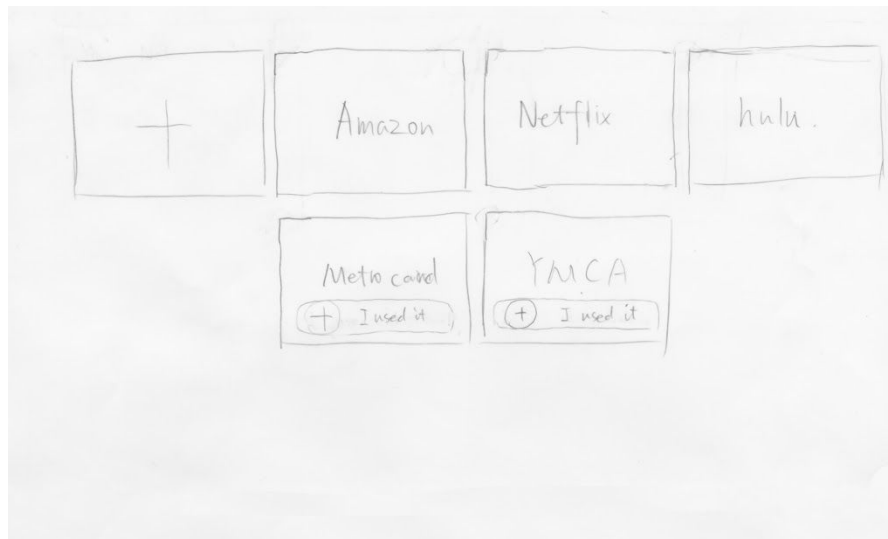 +
Amazon
Netflix
hulu.
Metro card
YMCA
+ I used it
+ I used it